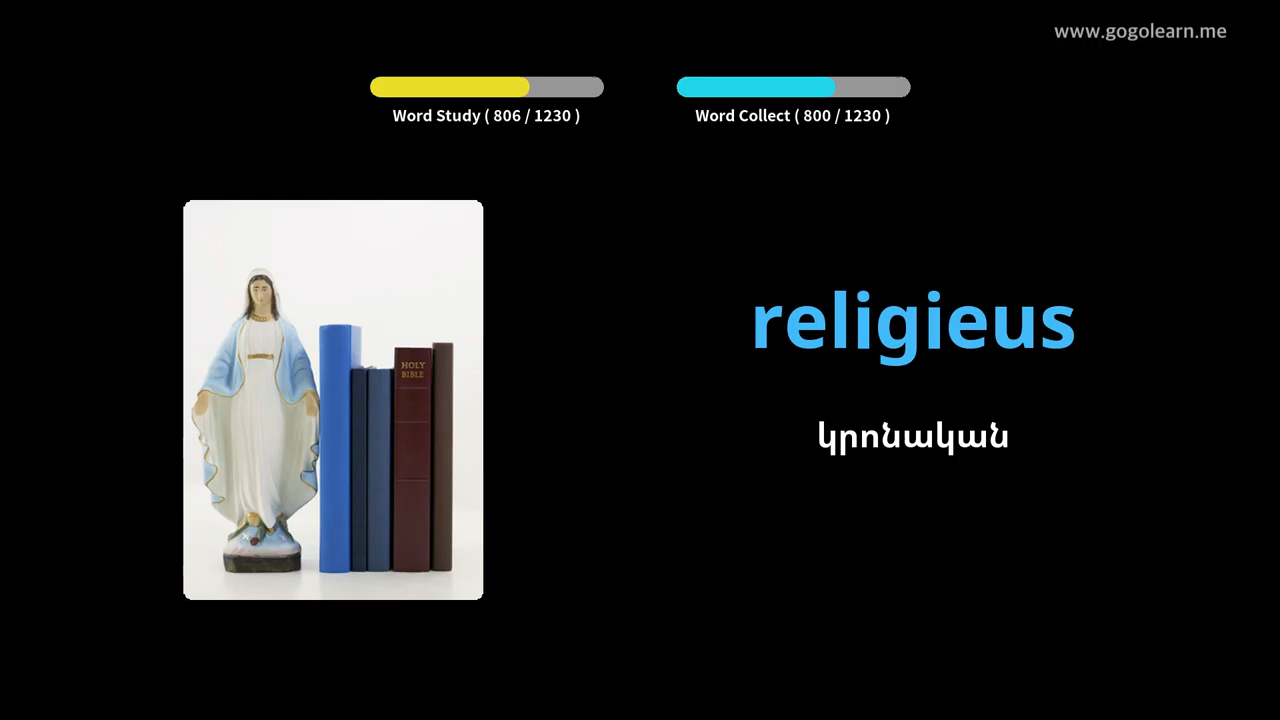 www.gogolearn.me
Word Study ( 806 / 1230 )
Word Collect ( 800 / 1230 )
HOLY
BIBLE
religieus
կրոնական